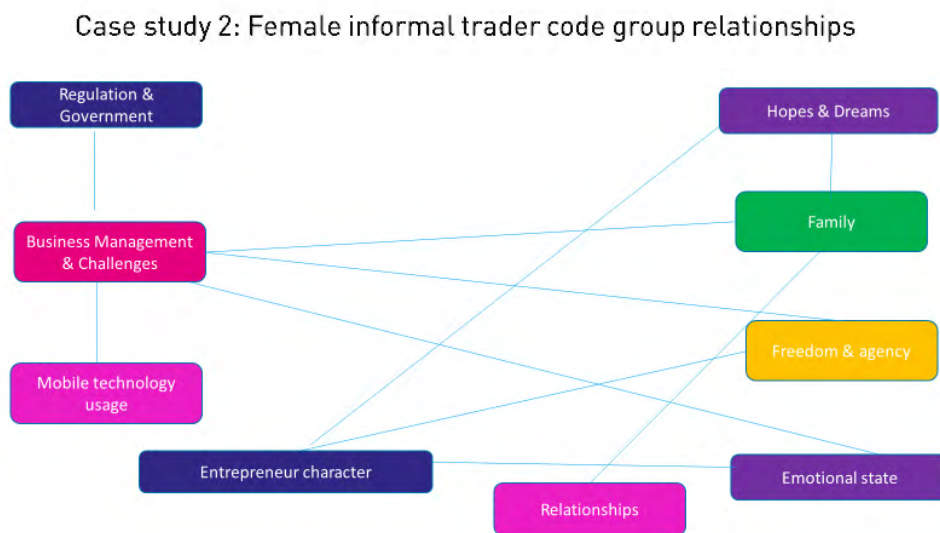 Case study 2: Female informal trader code group relationships
Regulation &
Government
Hopes & Dreams
Family
Business Management
& Challenges
Freedom & agency
Mobile technology
usage
Entrepreneur character
Emotional state
Relationships